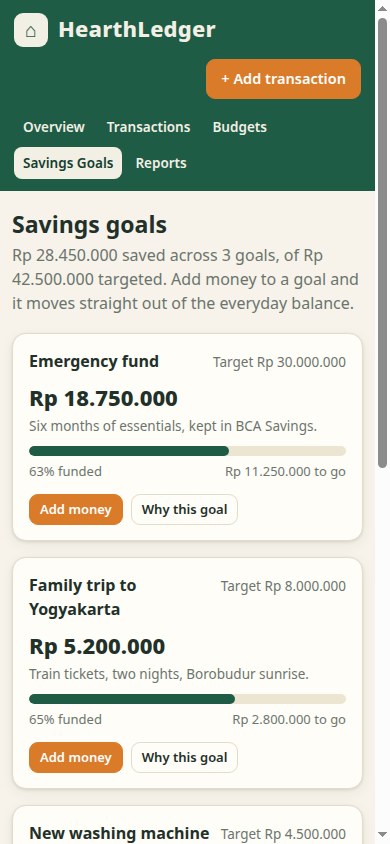 HearthLedger
+ Add transaction
Overview Transactions Budgets
Savings Goals Reports
Savings goals
Rp 28.450.000 saved across 3 goals, of Rp
42.500.000 targeted. Add money to a goal and
it moves straight out of the everyday balance.
Emergency fund Target Rp 30.000.000
Rp 18.750.000
Six months of essentials, kept in BCA Savings.
63% funded Rp 11.250.000 to go
Add money Why this goal
Family trip to Yogyakarta Target Rp 8.000.000
Rp 5.200.000
Train tickets, two nights, Borobudur sunrise.
65% funded Rp 2.800.000 to go
Add money Why this goal
New washing machine Target Rp 4.500.000